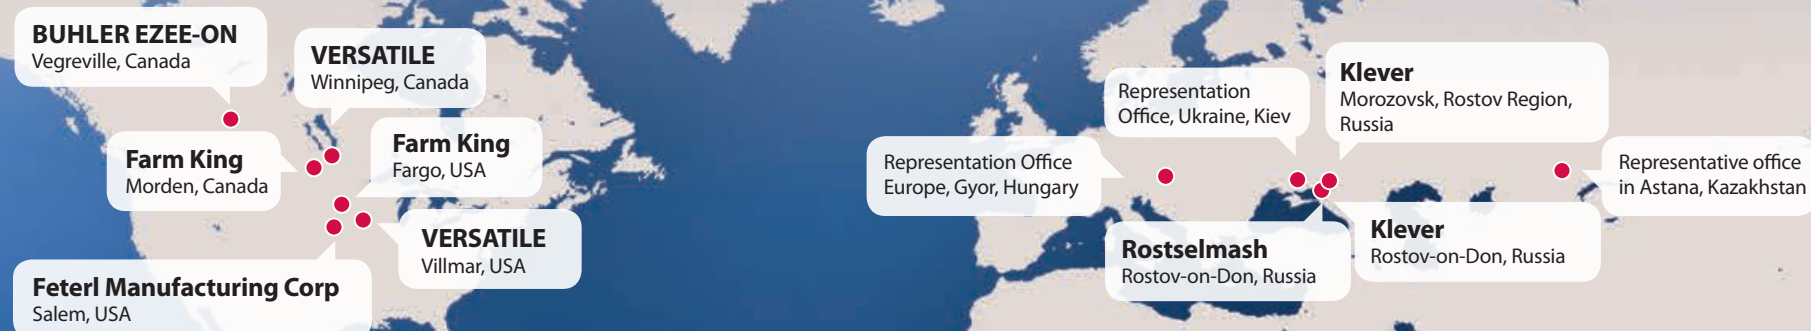 BUHLER EZEE-ON
Vegreville, Canada
VERSATILE
Winnipeg, Canada
Farm King
Morden, Canada
Farm King
Fargo, USA
VERSATILE
Villmar, USA
Feterl Manufacturing Corp
Salem, USA
Representation Office
Europe, Gyor, Hungary
Representation
Office, Ukraine, Kiev
Klever
Morozovsk, Rostov Region,
Russia
Rostselmash
Rostov-on-Don, Russia
Klever
Rostov-on-Don, Russia
Representative office
in Astana, Kazakhstan